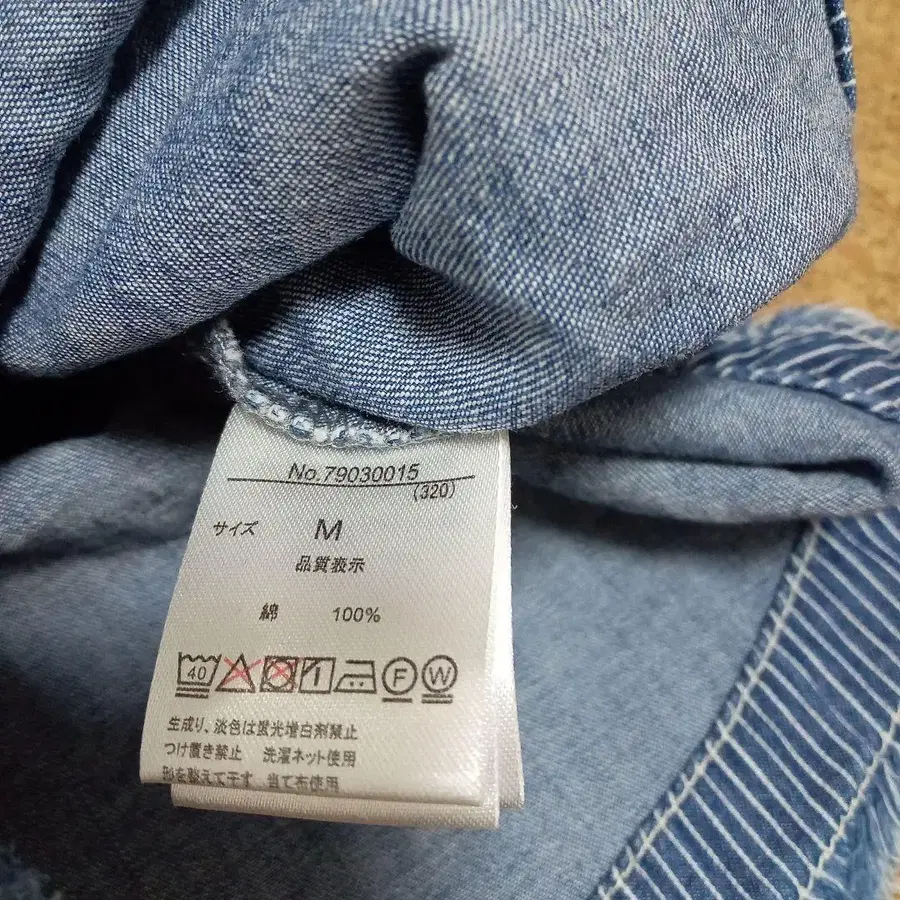 No.79030015
(320)
サイズ M
品質表示
綿 100%
40 F W
生成り、淡色は蛍光増白剤禁止
つけ置き禁止 洗濯ネット使用
形を整えて干す 当て布使用